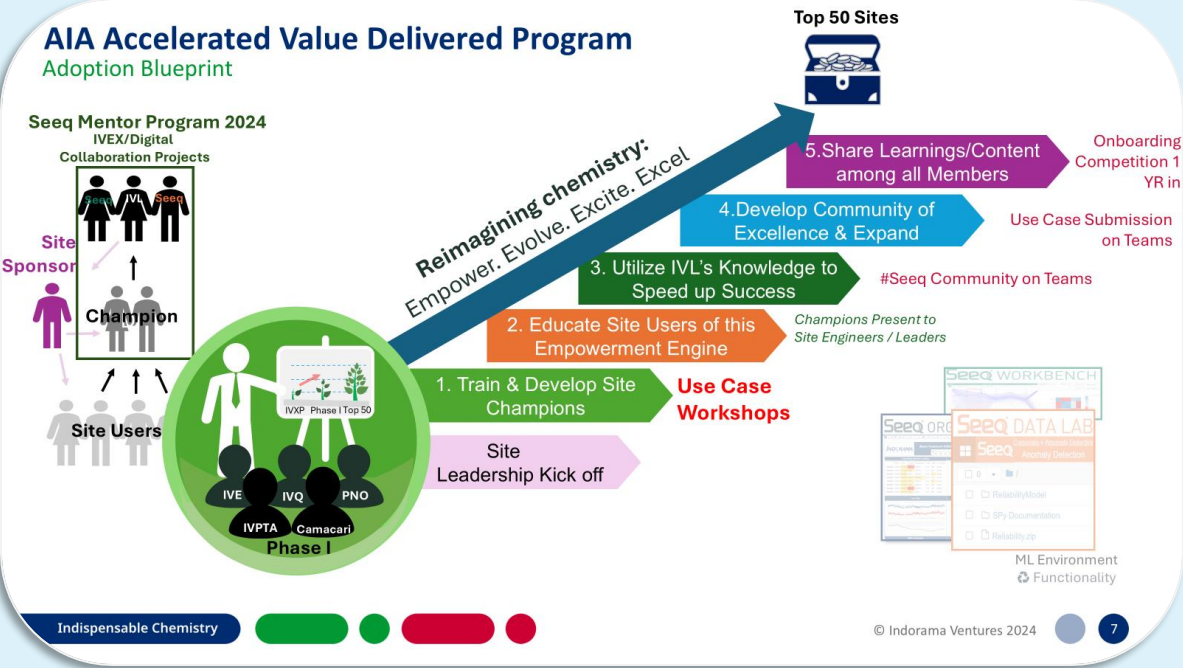 AIA Accelerated Value Delivered Program
Adoption Blueprint
Top 50 Sites
Seeq Mentor Program 2024
IVEX/Digital
Collaboration Projects
Seeq
IVL
Seeq
Site
Sponsor
Champion
Site Users
Reimagining chemistry:
Empower. Evolve. Excite. Excel
5.Share Learnings/Content
among all Members
Onboarding
Competition 1
YR in
4.Develop Community of
Excellence & Expand
Use Case Submission
on Teams
3. Utilize IVL's Knowledge to
Speed up Success
#Seeq Community on Teams
2. Educate Site Users of this
Empowerment Engine
Champions Present to
Site Engineers / Leaders
1. Train & Develop Site
Champions
Use Case
Workshops
Site
Leadership Kick off
IVXP Phase I Top 50
IVE
IVQ
PNO
IVPTA
Camacari
Phase I
Seeq WORKBENCH
Seeq ORG
Seeq DATA LAB
Seeq
Anomaly Detection
ReliabilityModel
SPy Documentation
Reliability.zip
ML Environment
Functionality
Indispensable Chemistry
© Indorama Ventures 2024
7